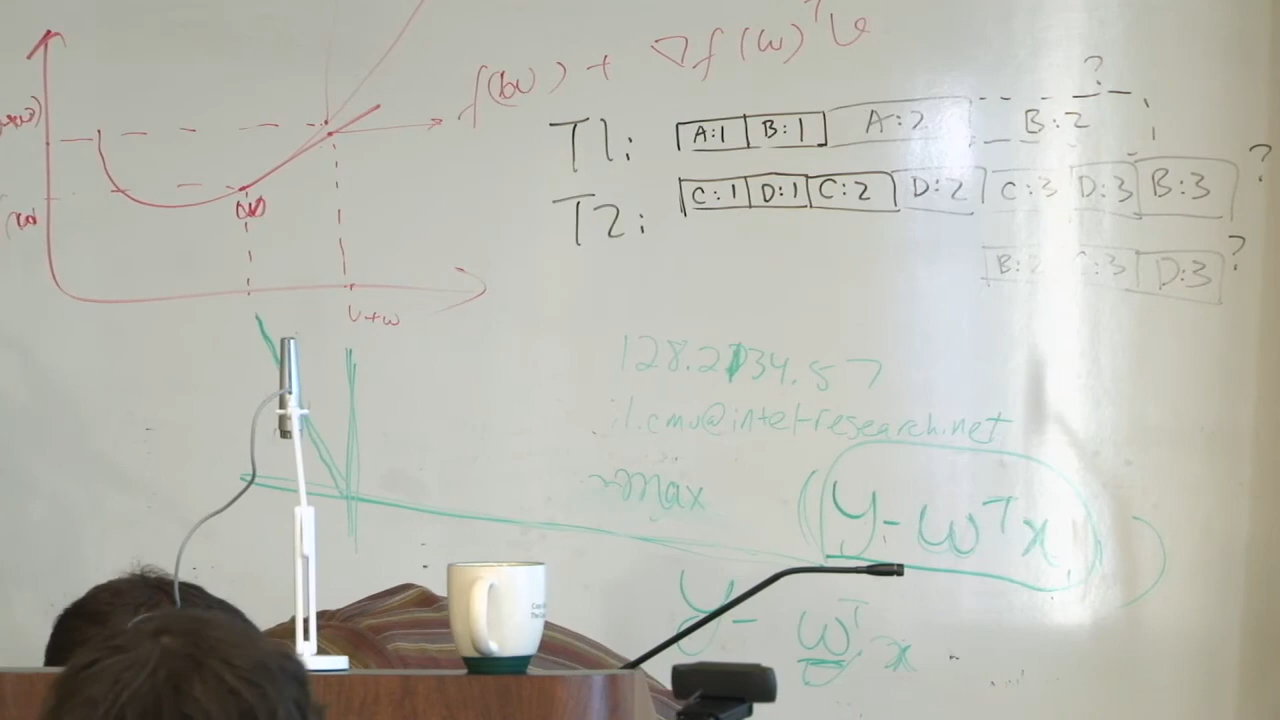 f(w) + ∇f(w)ᵀv
?
T1: A:1 B:1 A:2 B:2
T2: C:1 D:1 C:2 D:2 C:3 D:3 B:3 ?
B: C:3 D:3 ?
w
v+w
128.2 34.57
il.cmu@intel-research.net
max (y-wᵀx)
y-wᵀx